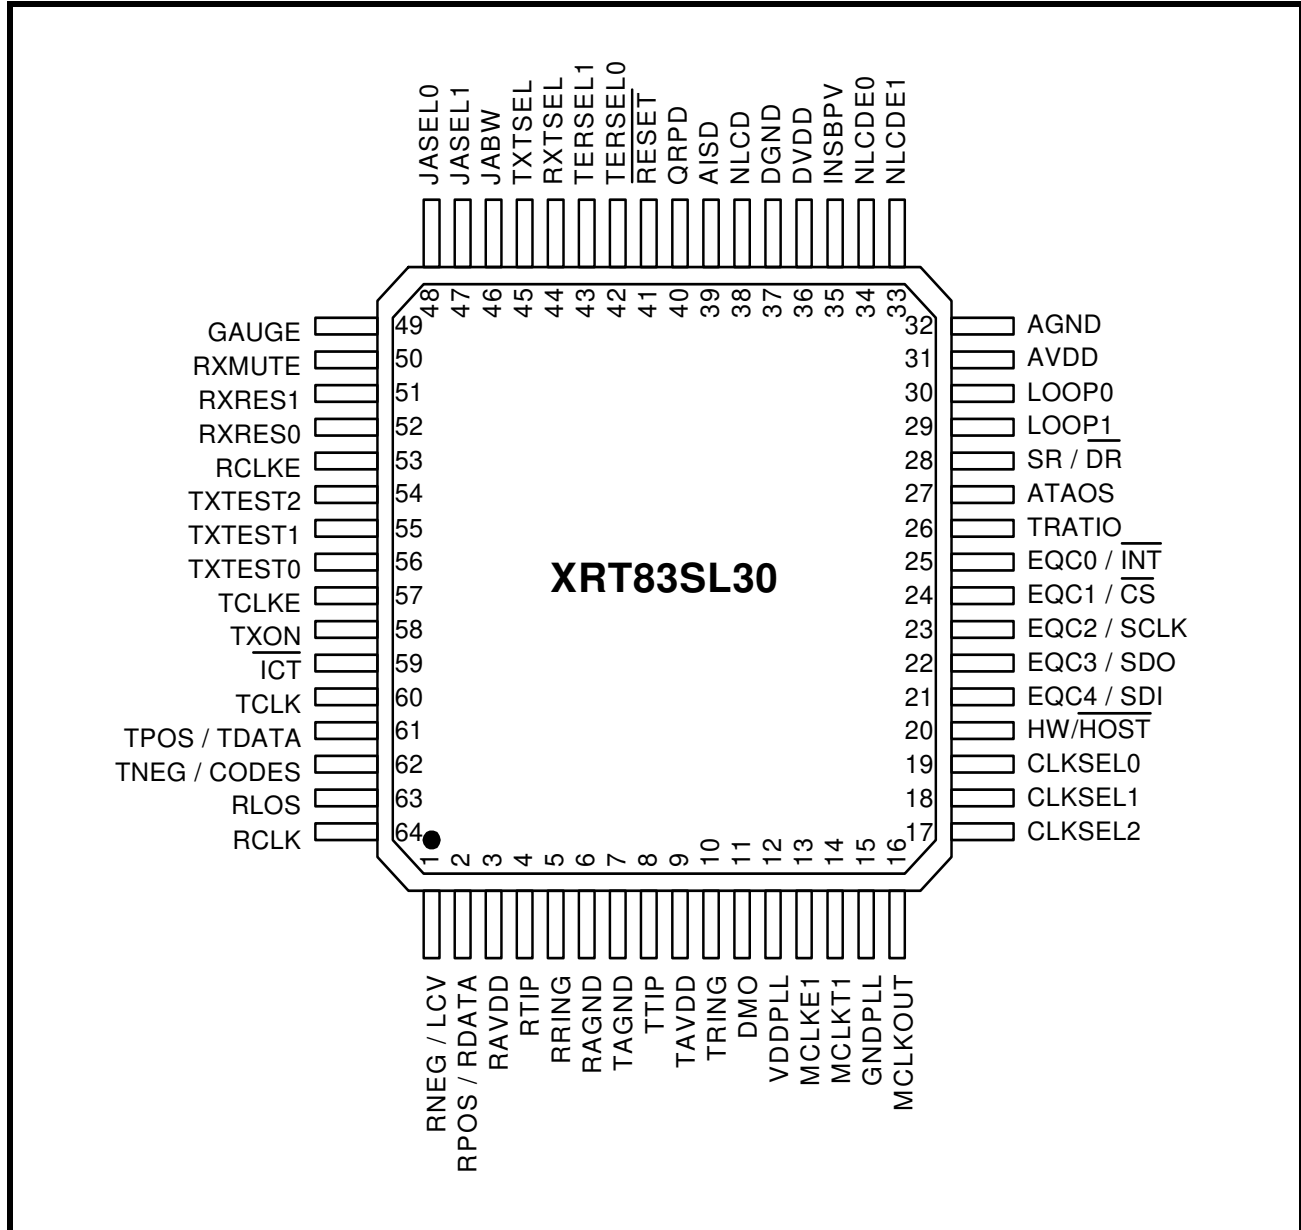 JASEL0
JASEL1
JABW
TXTSEL
RXTSEL
TERSEL1
TERSEL0
RESET
QRPD
AISD
NLCD
DGND
DVDD
INSBPV
NLCDE0
NLCDE1
48
47
46
45
44
43
42
41
40
39
38
37
36
35
34
33
GAUGE 49
RXMUTE 50
RXRES1 51
RXRES0 52
RCLKE 53
TXTEST2 54
TXTEST1 55
TXTEST0 56
TCLKE 57
TXON 58
ICT 59
TCLK 60
TPOS / TDATA 61
TNEG / CODES 62
RLOS 63
RCLK 64
XRT83SL30
32 AGND
31 AVDD
30 LOOP0
29 LOOP1
28 SR / DR
27 ATAOS
26 TRATIO
25 EQC0 / INT
24 EQC1 / CS
23 EQC2 / SCLK
22 EQC3 / SDO
21 EQC4 / SDI
20 HW/HOST
19 CLKSEL0
18 CLKSEL1
17 CLKSEL2
1
2
3
4
5
6
7
8
9
10
11
12
13
14
15
16
RNEG / LCV
RPOS / RDATA
RAVDD
RTIP
RRING
RAGND
TAGND
TTIP
TAVDD
TRING
DMO
VDDPLL
MCLKE1
MCLKT1
GNDPLL
MCLKOUT